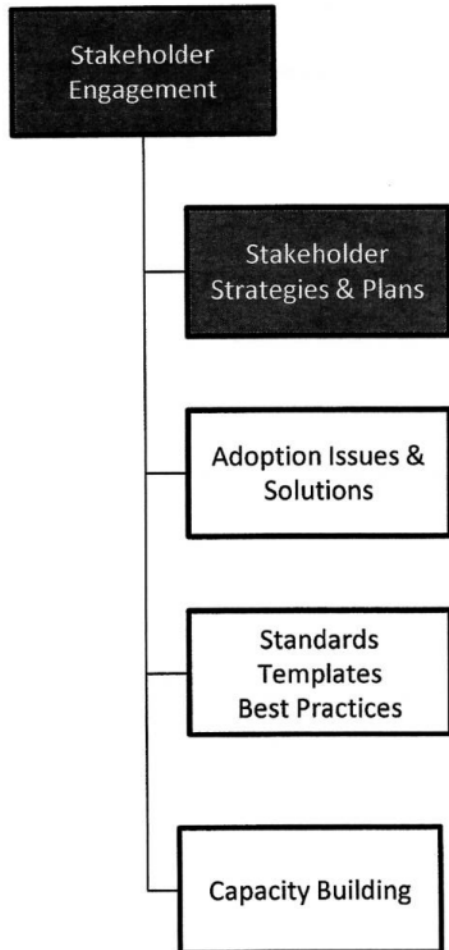 Stakeholder
Engagement
Stakeholder
Strategies & Plans
Adoption Issues &
Solutions
Standards
Templates
Best Practices
Capacity Building